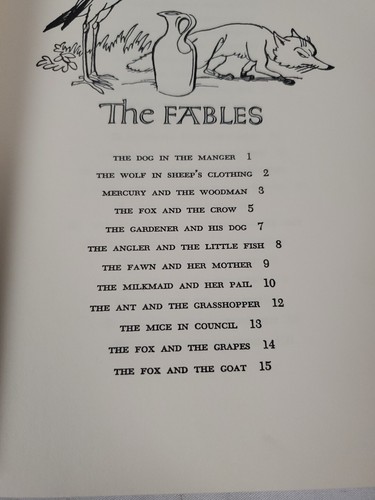 The FABLES
THE DOG IN THE MANGER 1
THE WOLF IN SHEEP'S CLOTHING 2
MERCURY AND THE WOODMAN 3
THE FOX AND THE CROW 5
THE GARDENER AND HIS DOG 7
THE ANGLER AND THE LITTLE FISH 8
THE FAWN AND HER MOTHER 9
THE MILKMAID AND HER PAIL 10
THE ANT AND THE GRASSHOPPER 12
THE MICE IN COUNCIL 13
THE FOX AND THE GRAPES 14
THE FOX AND THE GOAT 15